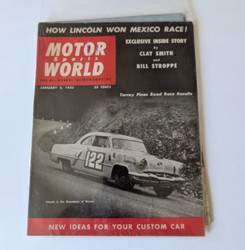 HOW LINCOLN WON MEXICO RACE!
MOTOR
Sports
WORLD
EXCLUSIVE INSIDE STORY
by
CLAY SMITH
and
BILL STROPPE
25 CENTS
Torrey Pines Road Race Results
122
NEW IDEAS FOR YOUR CUSTOM CAR